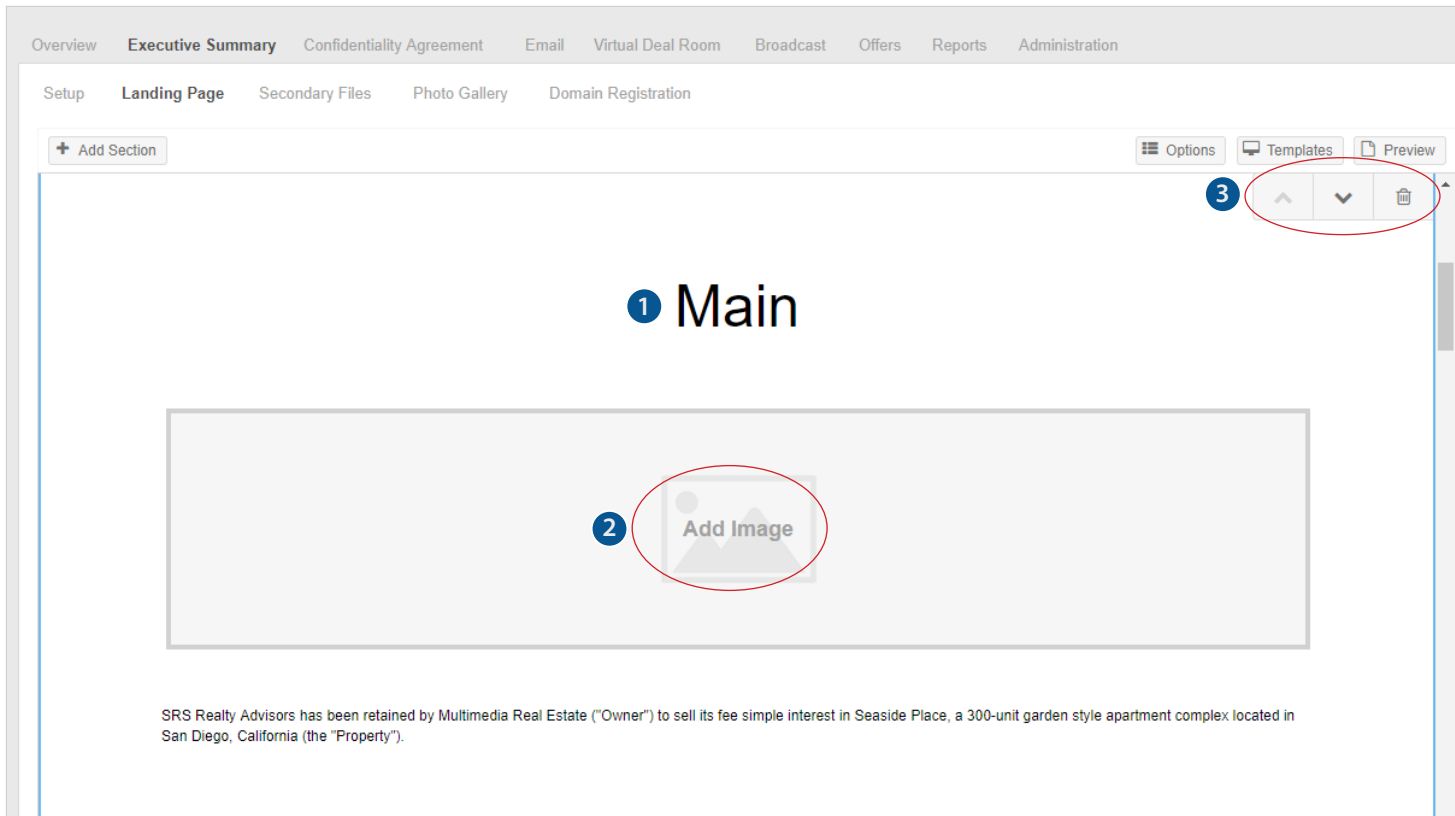 Overview Executive Summary Confidentiality Agreement Email Virtual Deal Room Broadcast Offers Reports Administration
Setup Landing Page Secondary Files Photo Gallery Domain Registration
Add Section Options Templates Preview
3
1 Main
2 Add Image
SRS Realty Advisors has been retained by Multimedia Real Estate ("Owner") to sell its fee simple interest in Seaside Place, a 300-unit garden style apartment complex located in
San Diego, California (the "Property").